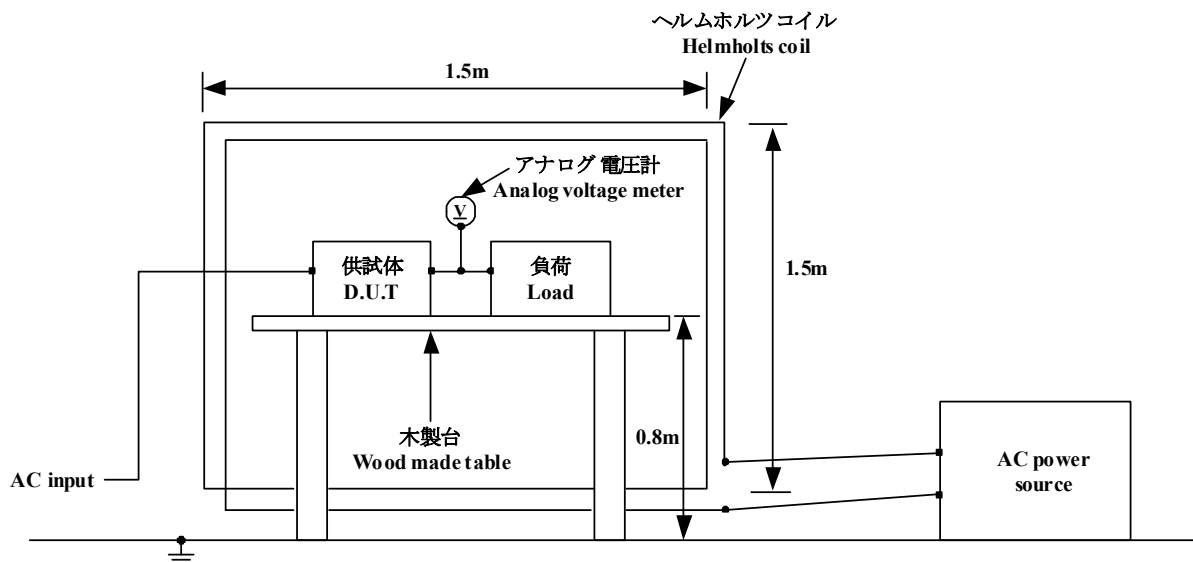 ヘルムホルツコイル
Helmholts coil
1.5m
アナログ電圧計
Analog voltage meter
V
供試体
D.U.T
負荷
Load
1.5m
木製台
Wood made table
0.8m
AC input
AC power
source